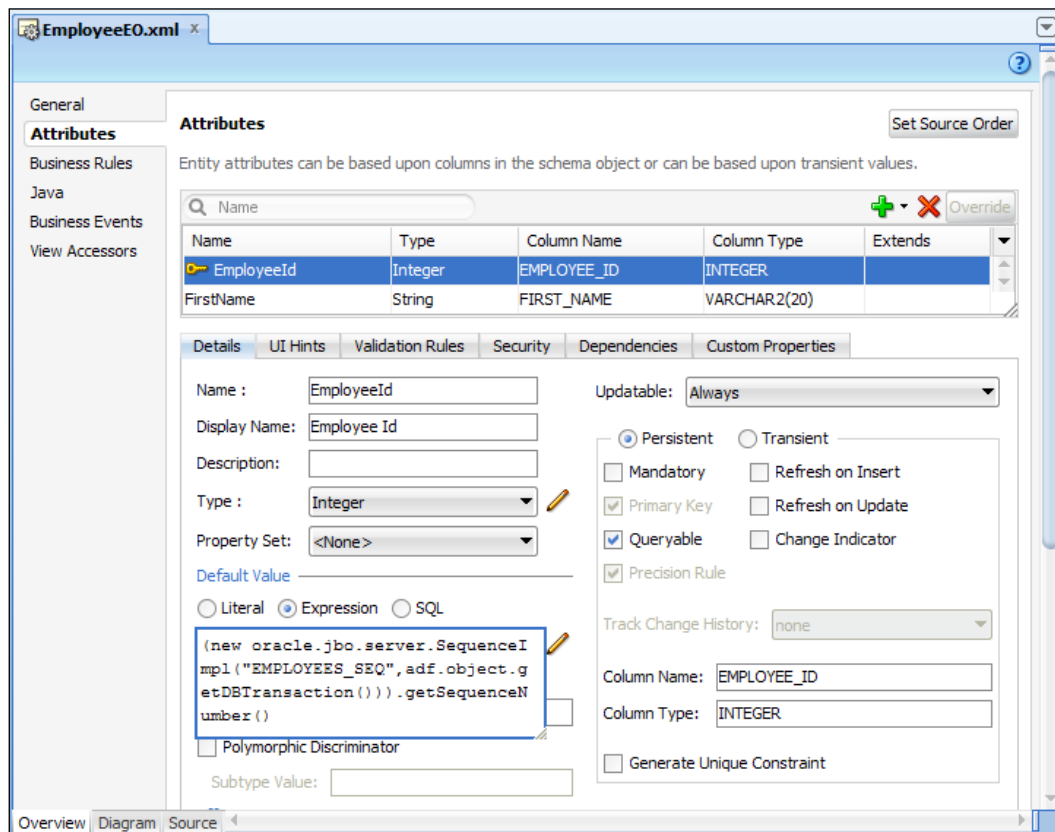 EmployeeEO.xml x
?
General
Attributes
Business Rules
Java
Business Events
View Accessors
Attributes
Set Source Order
Entity attributes can be based upon columns in the schema object or can be based upon transient values.
Name
Override
Name Type Column Name Column Type Extends
EmployeeId Integer EMPLOYEE_ID INTEGER
FirstName String FIRST_NAME VARCHAR2(20)
Details UI Hints Validation Rules Security Dependencies Custom Properties
Name : EmployeeId
Updatable: Always
Display Name: Employee Id
Persistent Transient
Description:
Mandatory Refresh on Insert
Type : Integer
Primary Key Refresh on Update
Property Set: <None>
Queryable Change Indicator
Default Value
Precision Rule
Literal Expression SQL
Track Change History: none
(new oracle.jbo.server.SequenceI
mpl("EMPLOYEES_SEQ",adf.object.g
etDBTransaction())).getSequenceN
umber()
Column Name: EMPLOYEE_ID
Column Type: INTEGER
Polymorphic Discriminator
Generate Unique Constraint
Subtype Value:
Overview Diagram Source